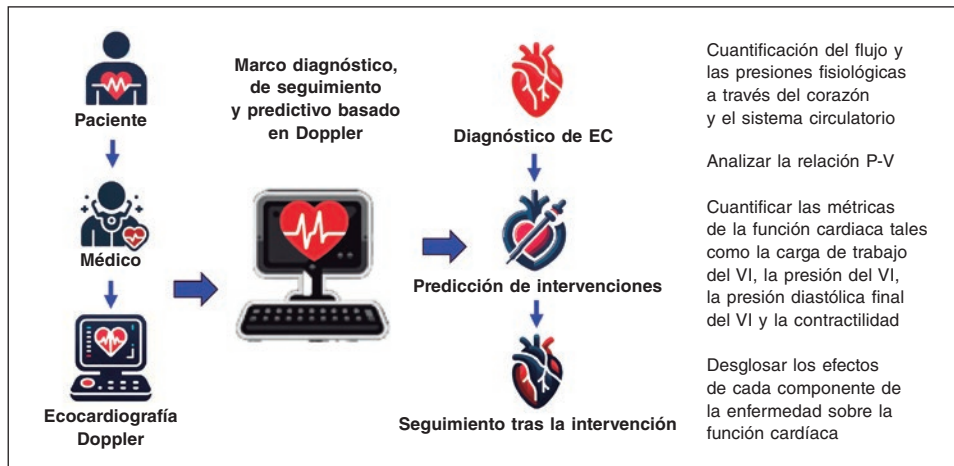 Paciente
Médico
Ecocardiografía
Doppler
Marco diagnóstico,
de seguimiento
y predictivo basado
en Doppler
Diagnóstico de EC
Predicción de intervenciones
Seguimiento tras la intervención
Cuantificación del flujo y
las presiones fisiológicas
a través del corazón
y el sistema circulatorio
Analizar la relación P-V
Cuantificar las métricas
de la función cardiaca tales
como la carga de trabajo
del VI, la presión del VI,
la presión diastólica final
del VI y la contractilidad
Desglosar los efectos
de cada componente de
la enfermedad sobre la
función cardíaca